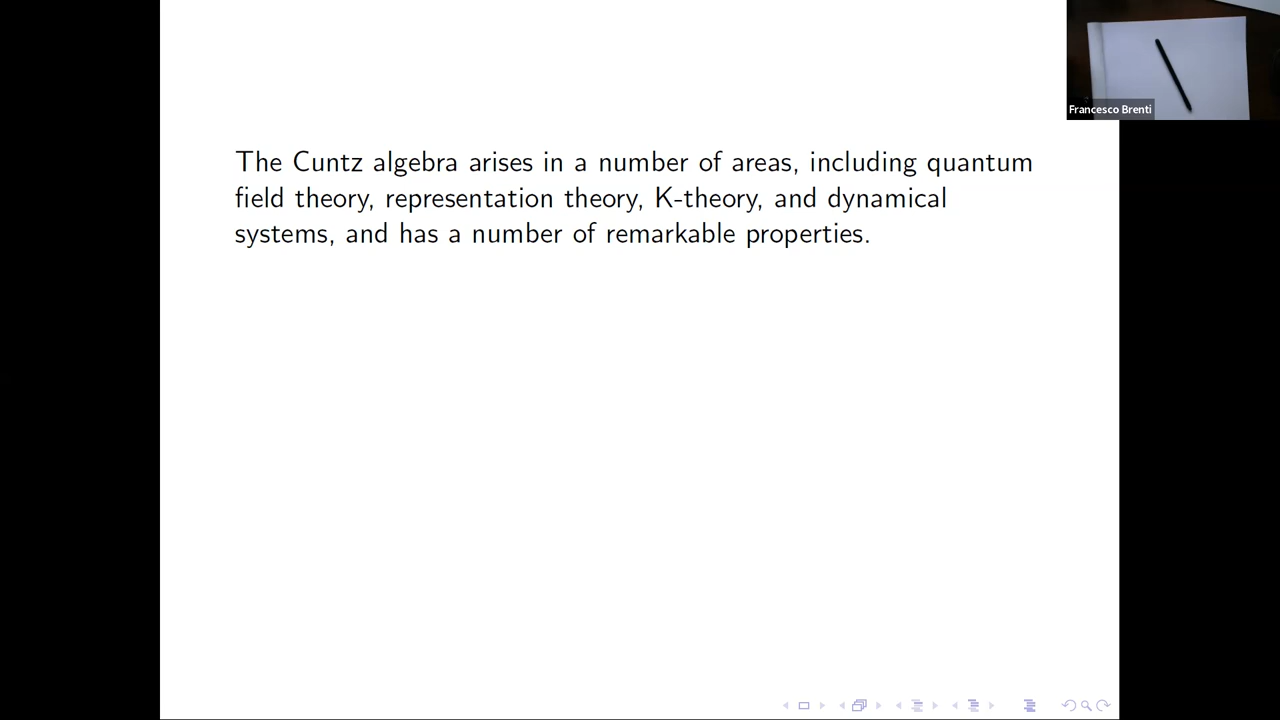 Francesco Brenti
The Cuntz algebra arises in a number of areas, including quantum
field theory, representation theory, K-theory, and dynamical
systems, and has a number of remarkable properties.